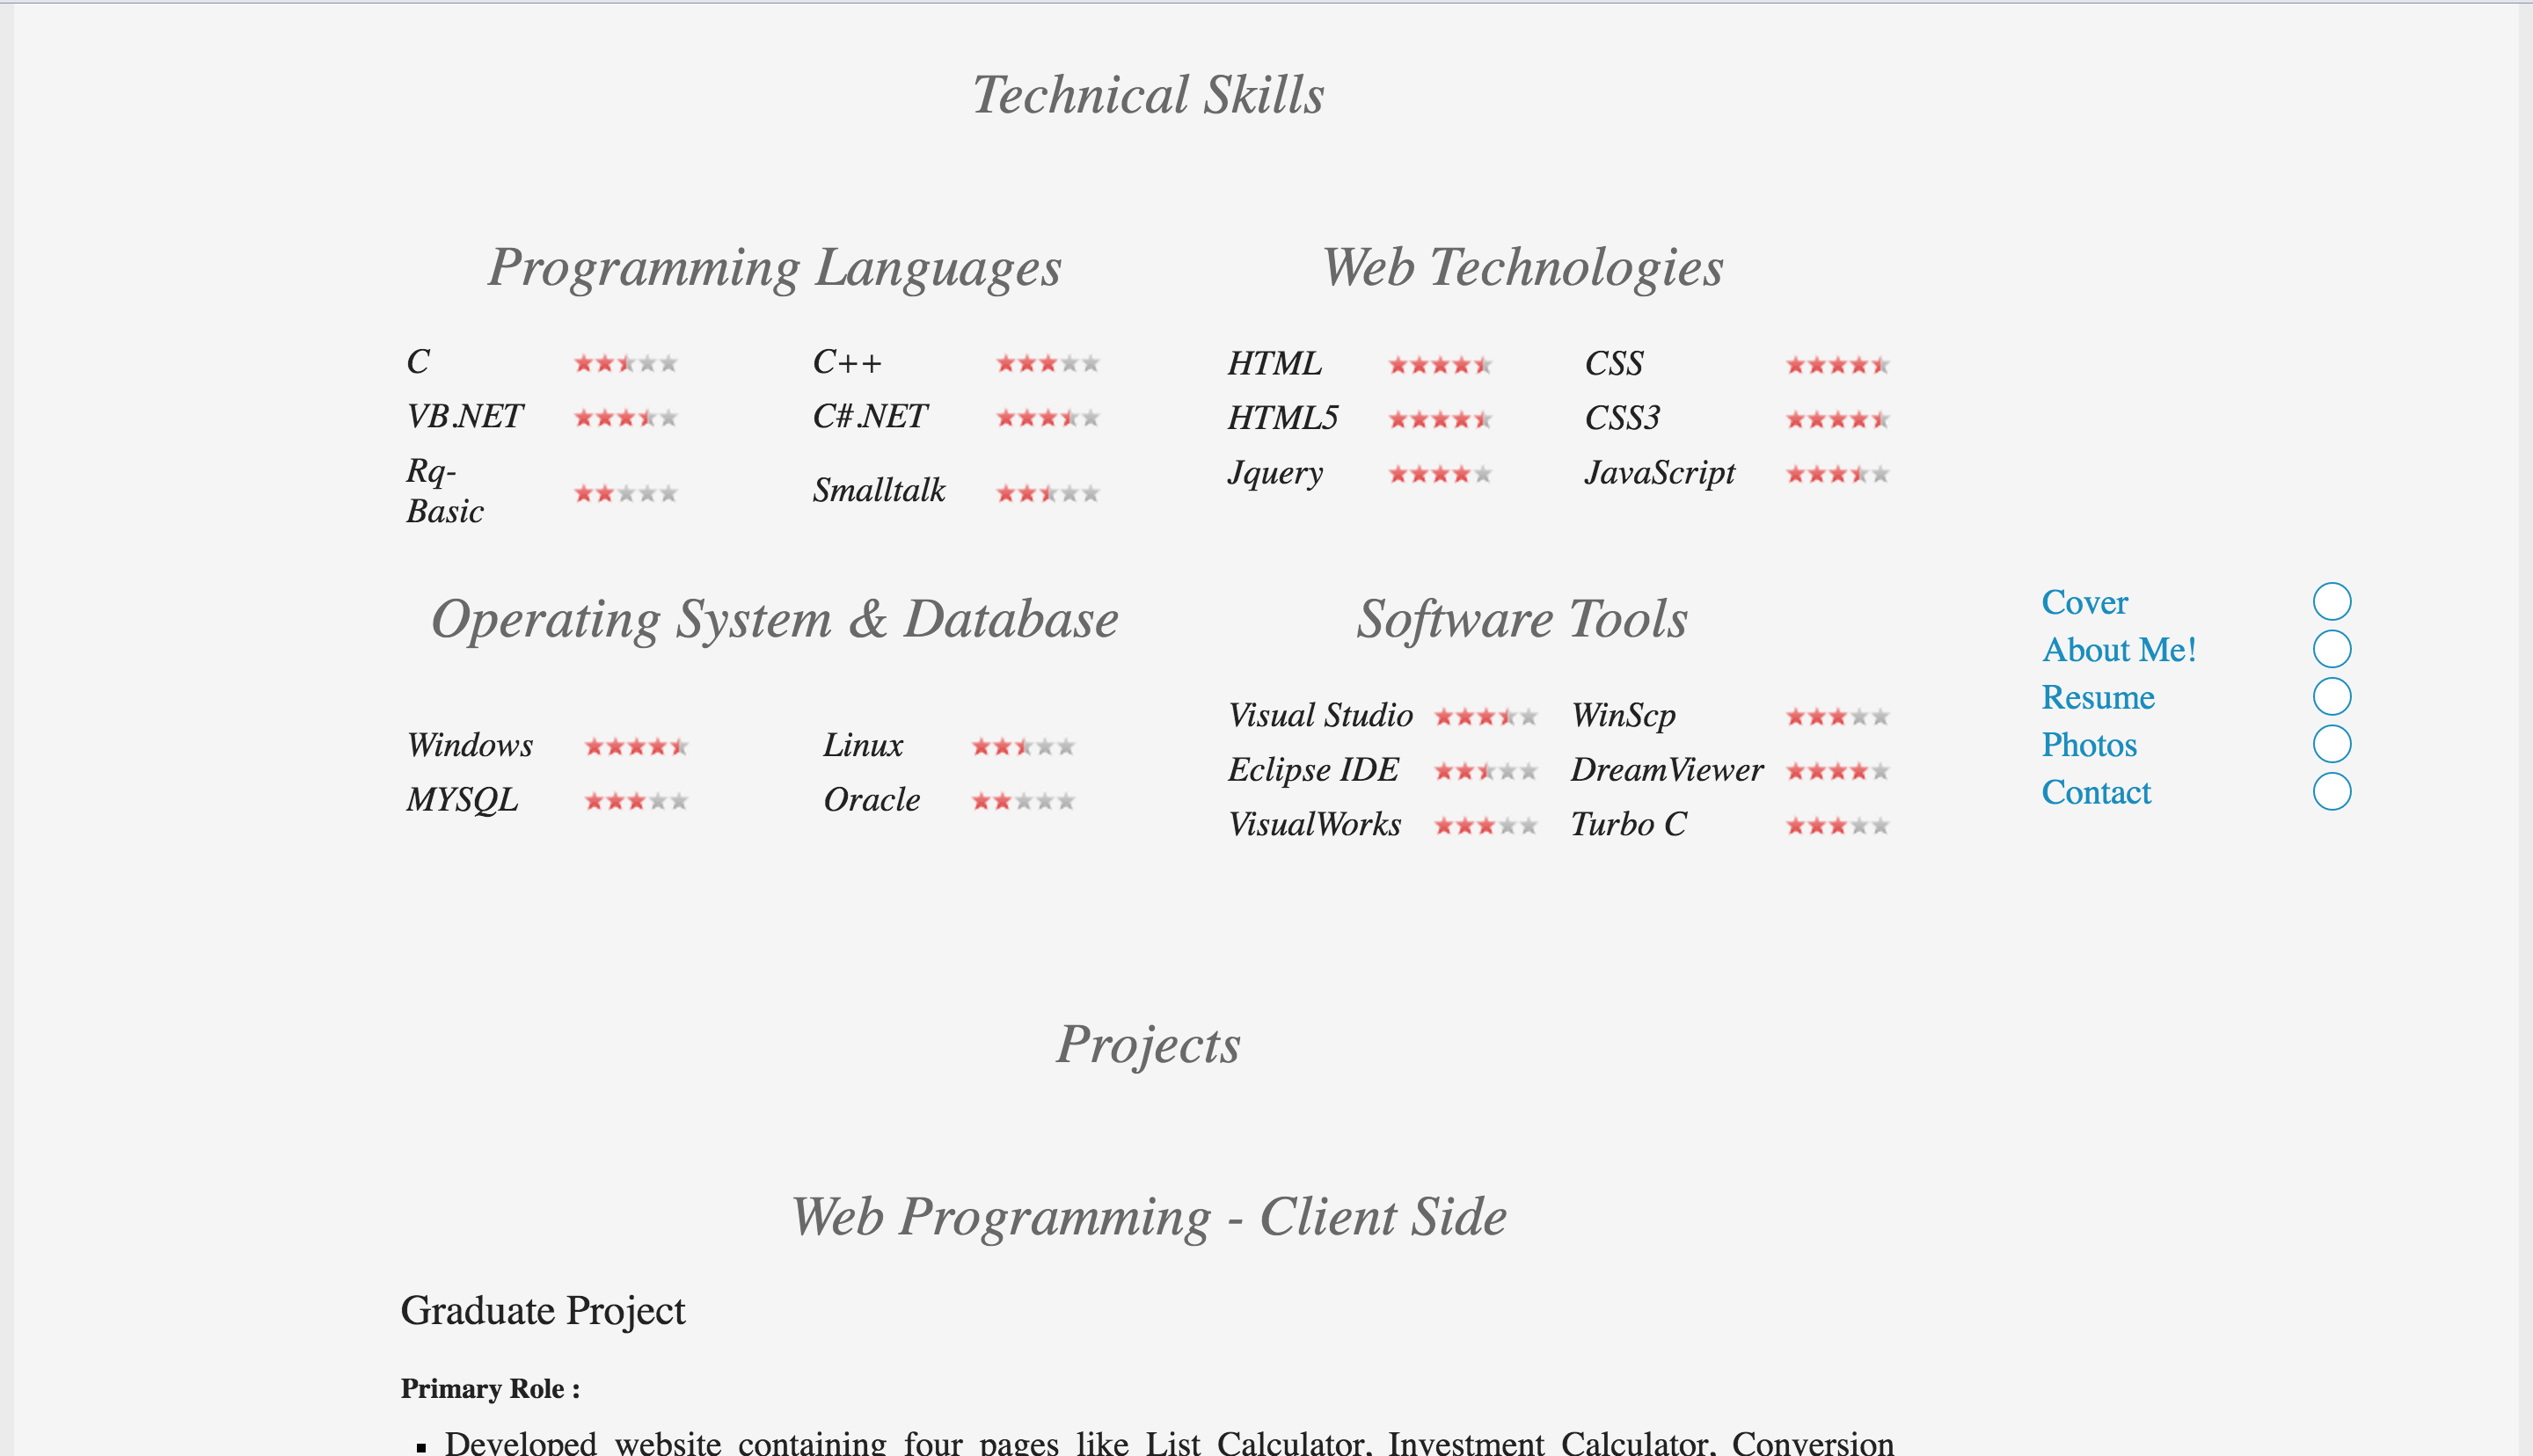 Technical Skills
Programming Languages
C
C++
VB.NET
C#.NET
Rq-
Basic
Smalltalk
Web Technologies
HTML
CSS
HTML5
CSS3
Jquery
JavaScript
Operating System & Database
Windows
Linux
MYSQL
Oracle
Software Tools
Visual Studio
WinScp
Eclipse IDE
DreamViewer
VisualWorks
Turbo C
Cover
About Me!
Resume
Photos
Contact
Projects
Web Programming - Client Side
Graduate Project
Primary Role :
Developed website containing four pages like List Calculator, Investment Calculator, Conversion